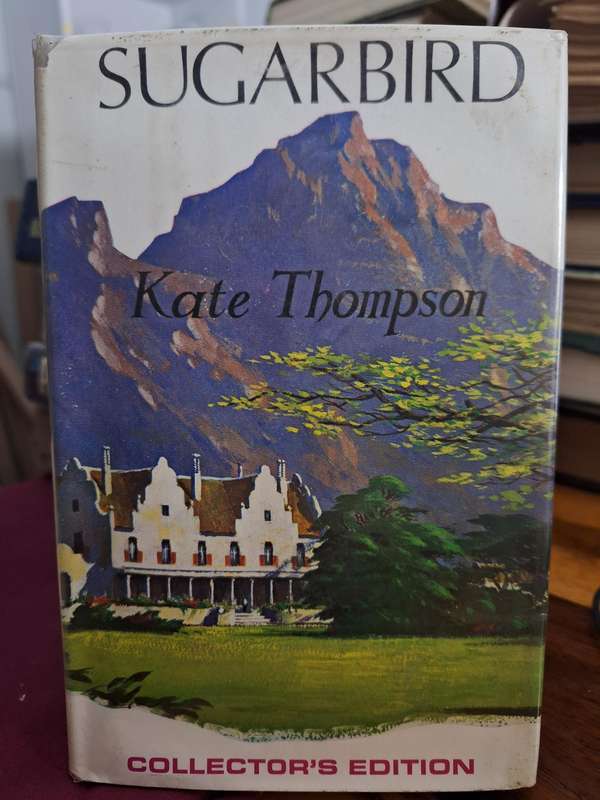 SUGARBIRD
Kate Thompson
COLLECTOR'S EDITION